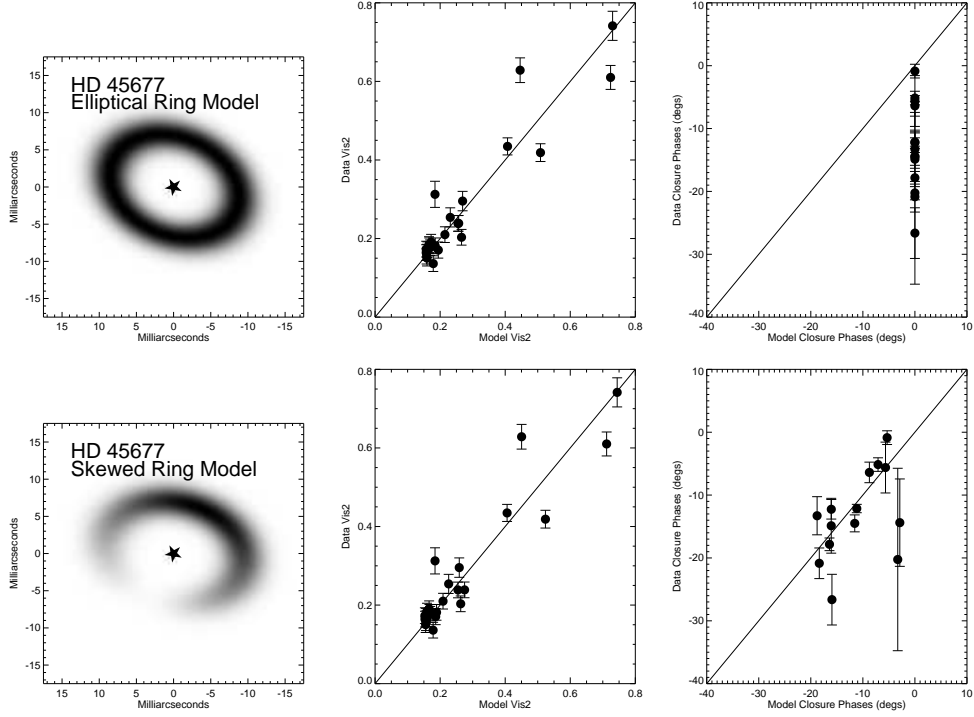 HD 45677
Elliptical Ring Model
Milliarcseconds
15
10
5
0
-5
-10
-15
15 10 5 0 -5 -10 -15
Milliarcseconds
Data Vis2
0.8
0.6
0.4
0.2
0.0
0.0 0.2 0.4 0.6 0.8
Model Vis2
Data Closure Phases (degs)
10
0
-10
-20
-30
-40
-40 -30 -20 -10 0 10
Model Closure Phases (degs)
HD 45677
Skewed Ring Model
Milliarcseconds
15
10
5
0
-5
-10
-15
15 10 5 0 -5 -10 -15
Milliarcseconds
Data Vis2
0.8
0.6
0.4
0.2
0.0
0.0 0.2 0.4 0.6 0.8
Model Vis2
Data Closure Phases (degs)
10
0
-10
-20
-30
-40
-40 -30 -20 -10 0 10
Model Closure Phases (degs)